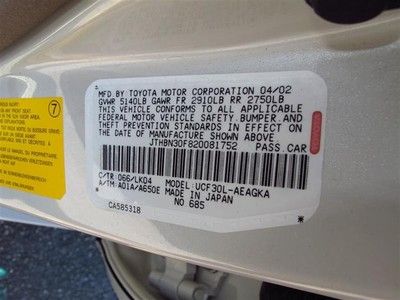 MFD BY TOYOTA MOTOR CORPORATION 04/02
GVWR 5140LB GAWR FR 2910LB RR 2750LB
THIS VEHICLE CONFORMS TO ALL APPLICABLE
FEDERAL MOTOR VEHICLE SAFETY, BUMPER AND
THEFT PREVENTION STANDARDS IN EFFECT ON
THE DATE OF MANUFACTURE SHOWN ABOVE.
JTHBN30F820081752 PASS.CAR
C/TR: 066/LK04 MODEL: UCF30L-AEAGKA
A/TM: A01A/A650E MADE IN JAPAN
CA585318 NO 685
7